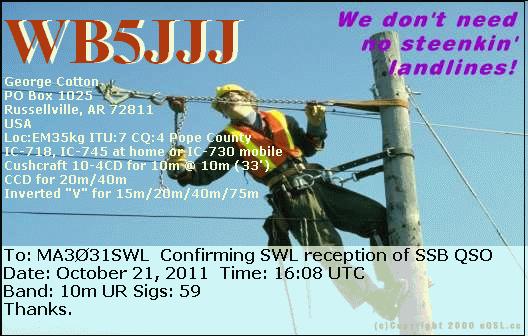 WB5JJJ
We don't need
no steenkin'
landlines!
George Cotton
PO Box 1025
Russellville, AR 72811
USA
Loc:EM35kg ITU:7 CQ:4 Pope County
IC-718, IC-745 at home or IC-730 mobile
Cushcraft 10-4CD for 10m @ 10m (33')
CCD for 20m/40m
Inverted "V" for 15m/20m/40m/75m
To: MA3Ø31SWL Confirming SWL reception of SSB QSO
Date: October 21, 2011 Time: 16:08 UTC
Band: 10m UR Sigs: 59
Thanks.
(c)Copyright 2000 eQSL.cc